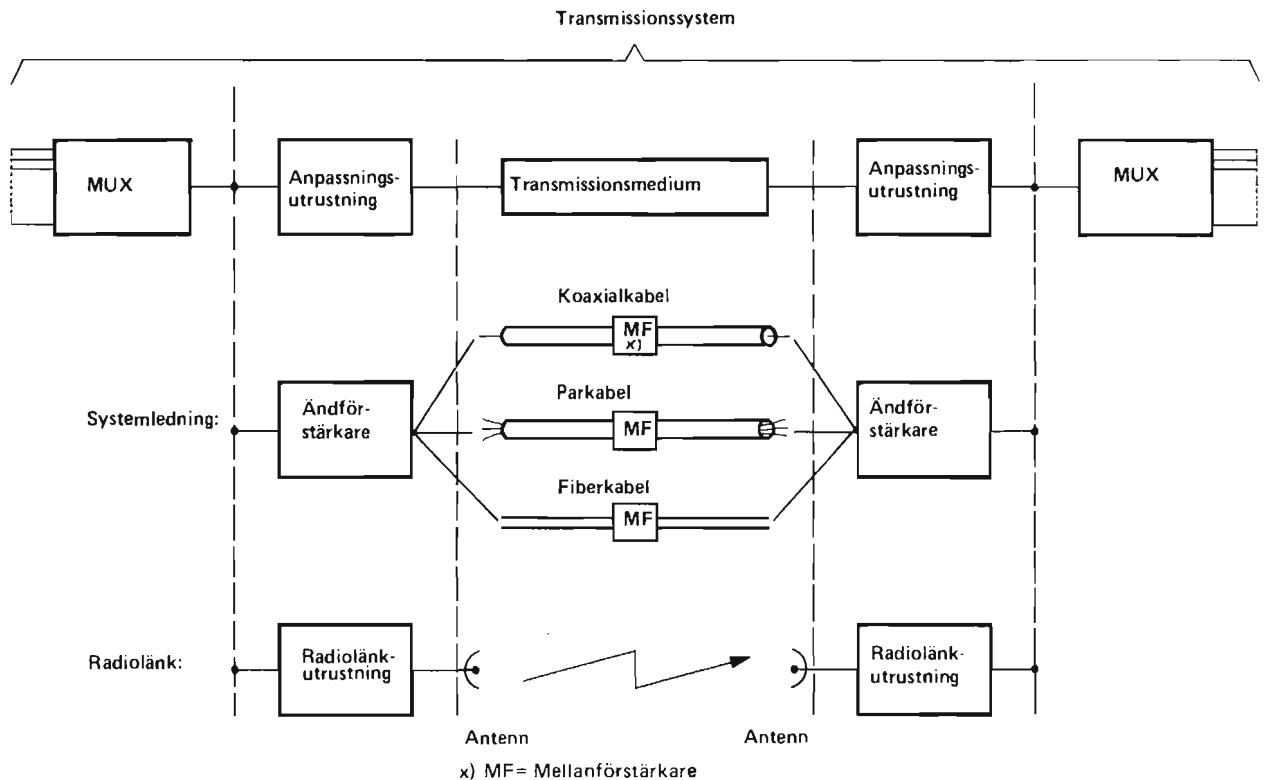 Transmissionssystem
MUX
Anpassnings-
utrustning
Transmissionsmedium
Anpassnings-
utrustning
MUX
Koaxialkabel
MF
x)
Systemledning:
Ändför-
stärkare
Parkabel
MF
Ändför-
stärkare
Fiberkabel
MF
Radiolänk:
Radiolänk-
utrustning
Radiolänk-
utrustning
Antenn
Antenn
x) MF= Mellanförstärkare